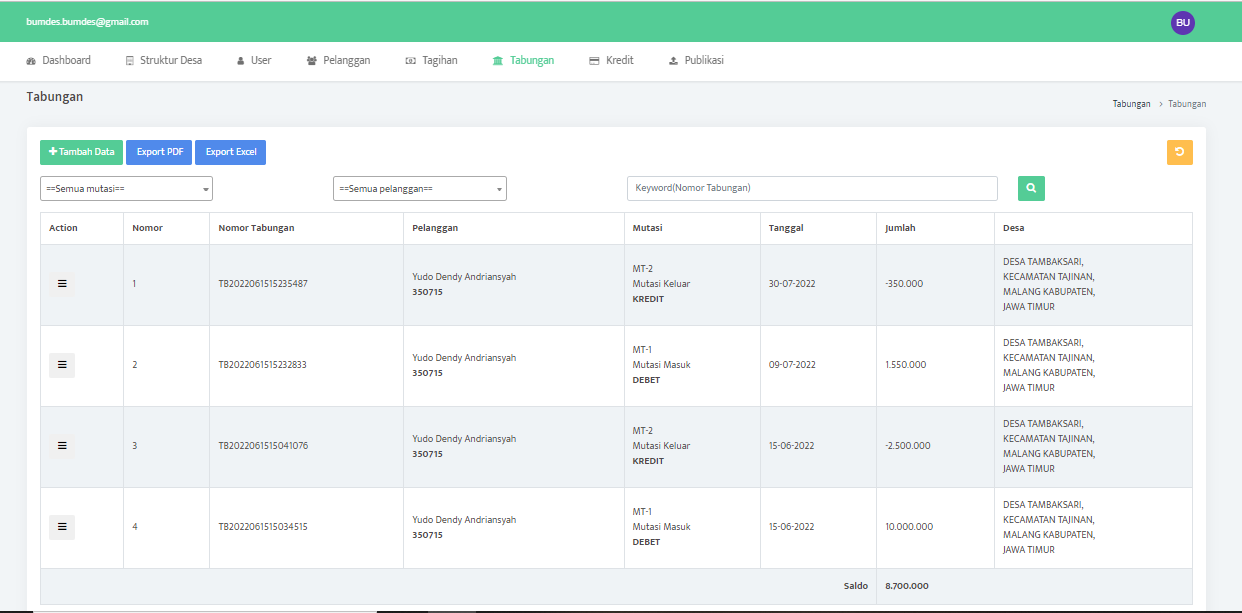 bumdes.bumdes@gmail.com
BU
Dashboard
Struktur Desa
User
Pelanggan
Tagihan
Tabungan
Kredit
Publikasi
Tabungan
Tabungan > Tabungan
+ Tambah Data
Export PDF
Export Excel
==Semua mutasi==
==Semua pelanggan==
Keyword(Nomor Tabungan)
Action
Nomor
Nomor Tabungan
Pelanggan
Mutasi
Tanggal
Jumlah
Desa
1
TB2022061515235487
Yudo Dendy Andriansyah
350715
MT-2
Mutasi Keluar
KREDIT
30-07-2022
-350.000
DESA TAMBAKSARI,
KECAMATAN TAJINAN,
MALANG KABUPATEN,
JAWA TIMUR
2
TB2022061515232833
Yudo Dendy Andriansyah
350715
MT-1
Mutasi Masuk
DEBET
09-07-2022
1.550.000
DESA TAMBAKSARI,
KECAMATAN TAJINAN,
MALANG KABUPATEN,
JAWA TIMUR
3
TB2022061515041076
Yudo Dendy Andriansyah
350715
MT-2
Mutasi Keluar
KREDIT
15-06-2022
-2.500.000
DESA TAMBAKSARI,
KECAMATAN TAJINAN,
MALANG KABUPATEN,
JAWA TIMUR
4
TB2022061515034515
Yudo Dendy Andriansyah
350715
MT-1
Mutasi Masuk
DEBET
15-06-2022
10.000.000
DESA TAMBAKSARI,
KECAMATAN TAJINAN,
MALANG KABUPATEN,
JAWA TIMUR
Saldo
8.700.000